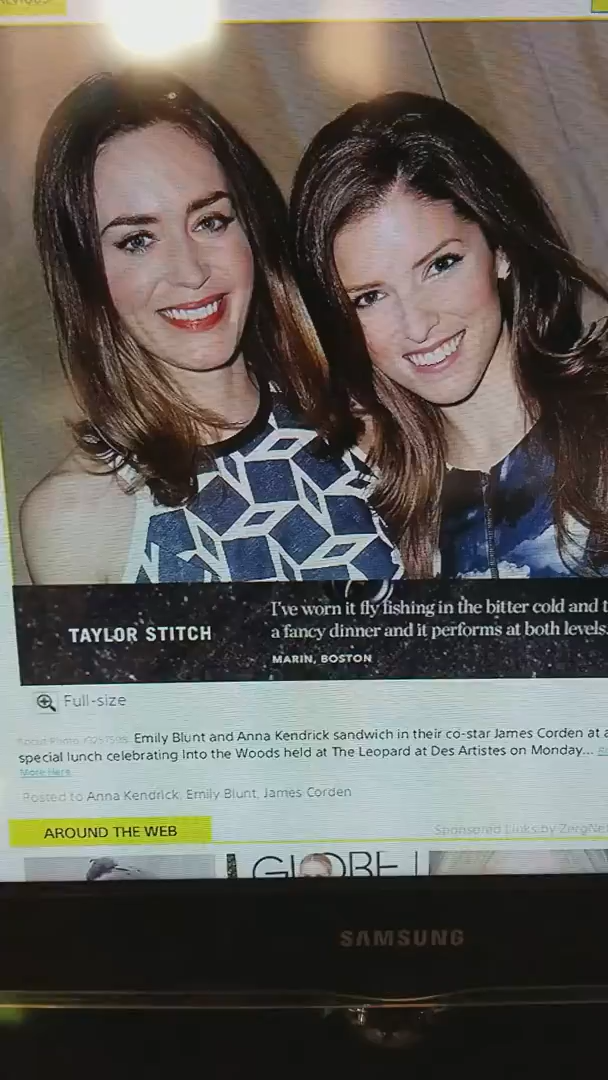 TAYLOR STITCH
I've worn it fly fishing in the bitter cold and t
a fancy dinner and it performs at both levels.
MARIN, BOSTON
Full-size
Emily Blunt and Anna Kendrick sandwich in their co-star James Corden at a
special lunch celebrating Into the Woods held at The Leopard at Des Artistes on Monday...
More Here
Posted to Anna Kendrick, Emily Blunt, James Corden
AROUND THE WEB
Sponsored Links by ZergNet
GLOBE
SAMSUNG